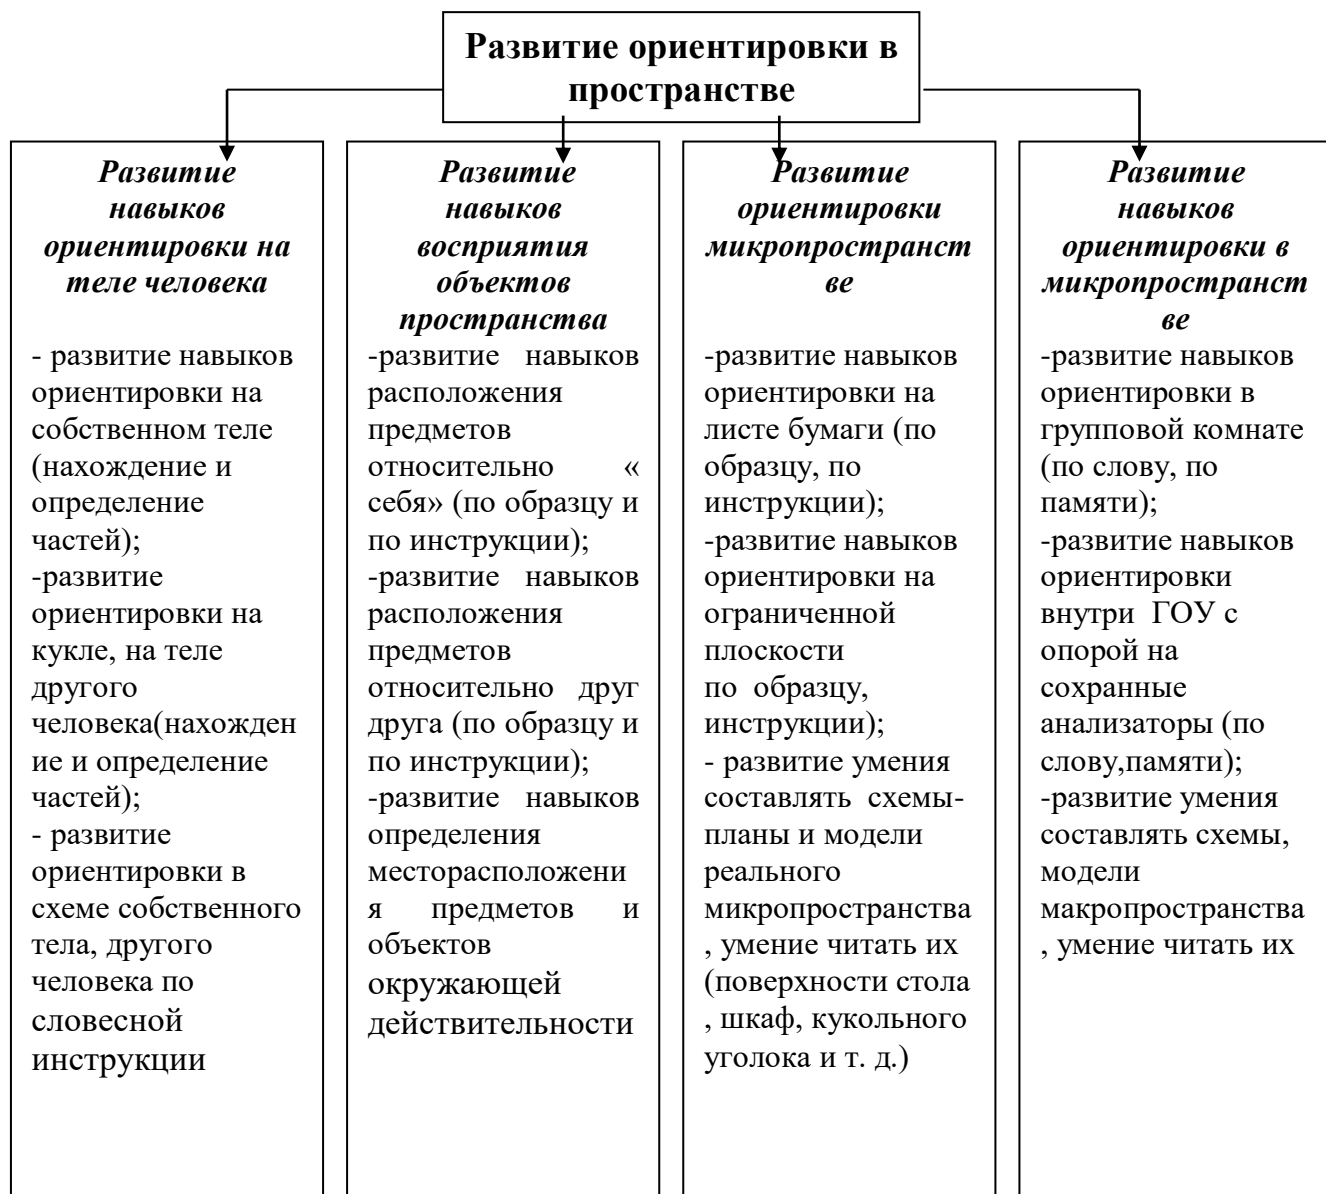 Развитие ориентировки в
пространстве
Развитие
навыков
ориентировки на
теле человека
- развитие навыков
ориентировки на
собственном теле
(нахождение и
определение
частей);
-развитие
ориентировки на
кукле, на теле
другого
человека(нахожден
ие и определение
частей);
- развитие
ориентировки в
схеме собственного
тела, другого
человека по
словесной
инструкции
Развитие
навыков
восприятия
объектов
пространства
-развитие навыков
расположения
предметов
относительно «
себя» (по образцу и
по инструкции);
-развитие навыков
расположения
предметов
относительно друг
друга (по образцу и
по инструкции);
-развитие навыков
определения
месторасположени
я предметов и
объектов
окружающей
действительности
Развитие
ориентировки
микропространст
ве
-развитие навыков
ориентировки на
листе бумаги (по
образцу, по
инструкции);
-развитие навыков
ориентировки на
ограниченной
плоскости
по образцу,
инструкции);
- развитие умения
составлять схемы-
планы и модели
реального
микропространства
, умение читать их
(поверхности стола
, шкаф, кукольного
уголока и т. д.)
Развитие
навыков
ориентировки в
микропространст
ве
-развитие навыков
ориентировки в
групповой комнате
(по слову, по
памяти);
-развитие навыков
ориентировки
внутри ГОУ с
опорой на
сохранные
анализаторы (по
слову,памяти);
-развитие умения
составлять схемы,
модели
макропространства
, умение читать их